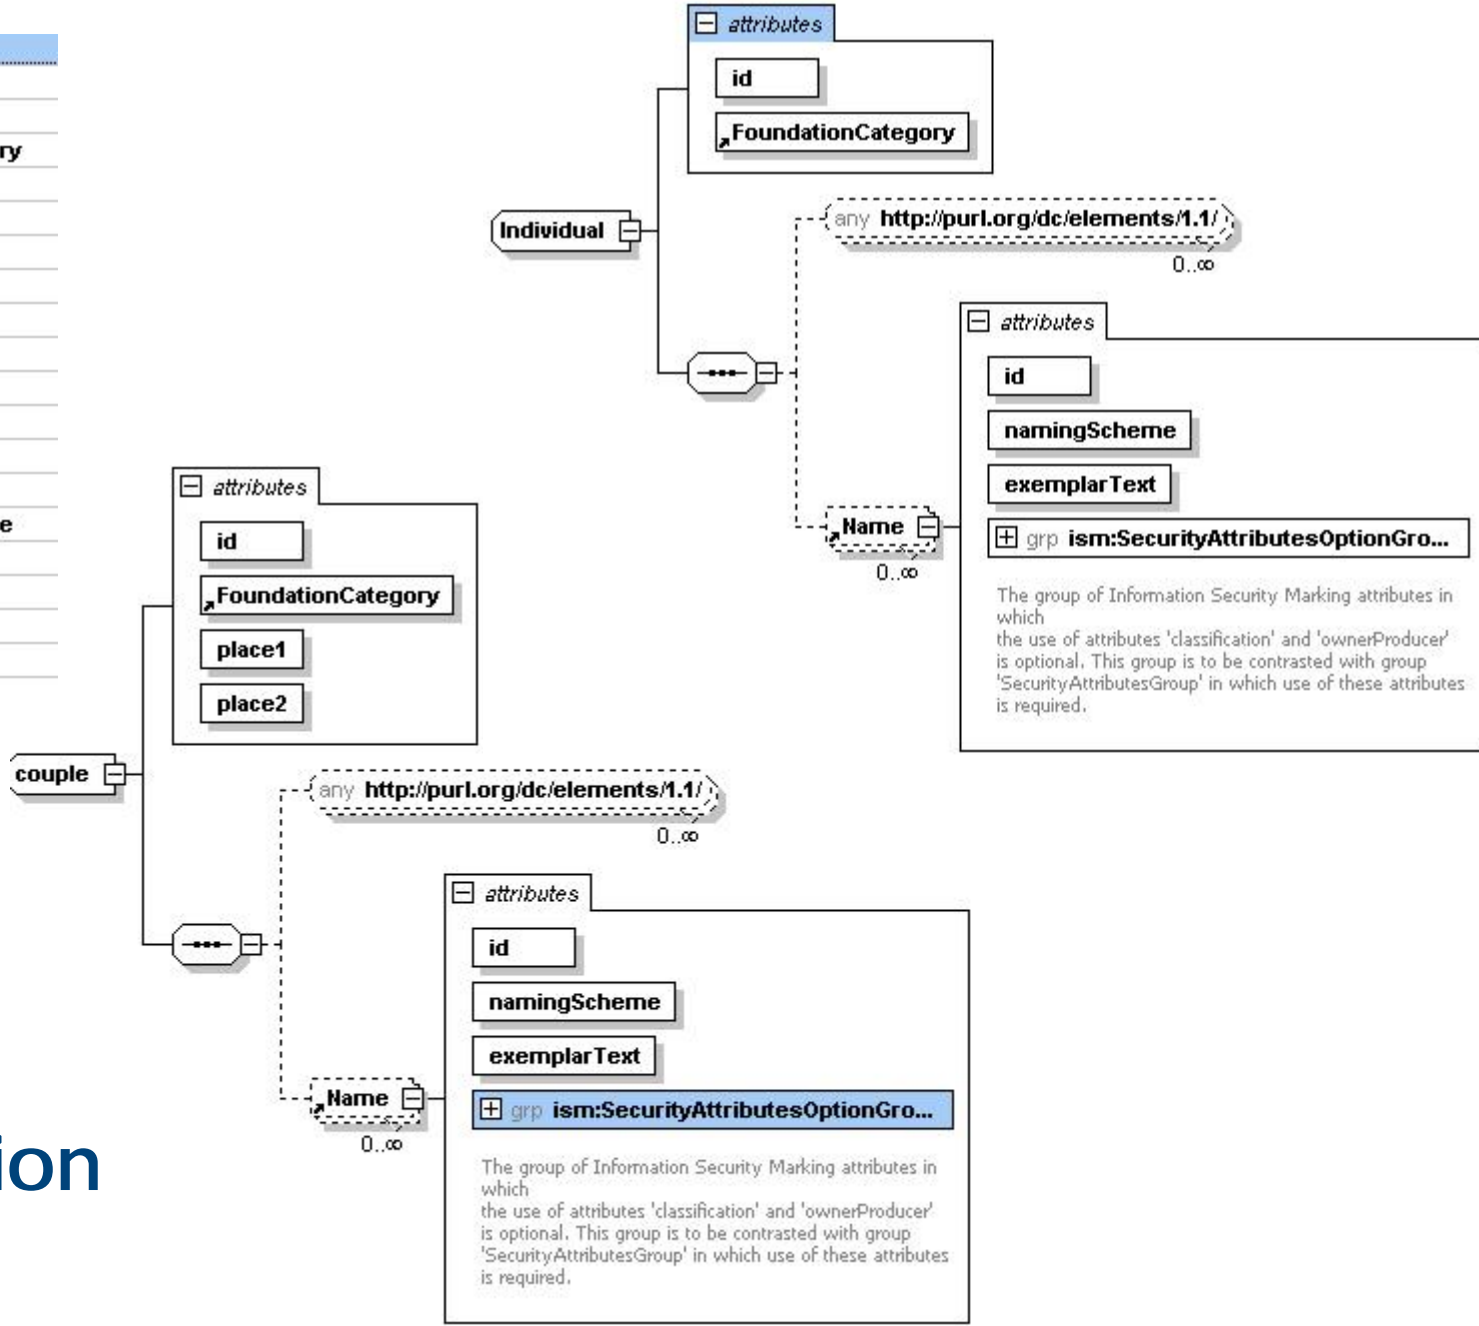 attributes
id
FoundationCategory
ry
Individual
any http://purl.org/dc/elements/1.1/
0..∞
attributes
id
namingScheme
exemplarText
Name
grp ism:SecurityAttributesOptionGro...
0..∞
The group of Information Security Marking attributes in
which
the use of attributes 'classification' and 'ownerProducer'
is optional. This group is to be contrasted with group
'SecurityAttributesGroup' in which use of these attributes
is required.
e
attributes
id
FoundationCategory
place1
place2
couple
any http://purl.org/dc/elements/1.1/
0..∞
attributes
id
namingScheme
exemplarText
Name
grp ism:SecurityAttributesOptionGro...
0..∞
The group of Information Security Marking attributes in
which
the use of attributes 'classification' and 'ownerProducer'
is optional. This group is to be contrasted with group
'SecurityAttributesGroup' in which use of these attributes
is required.
ion